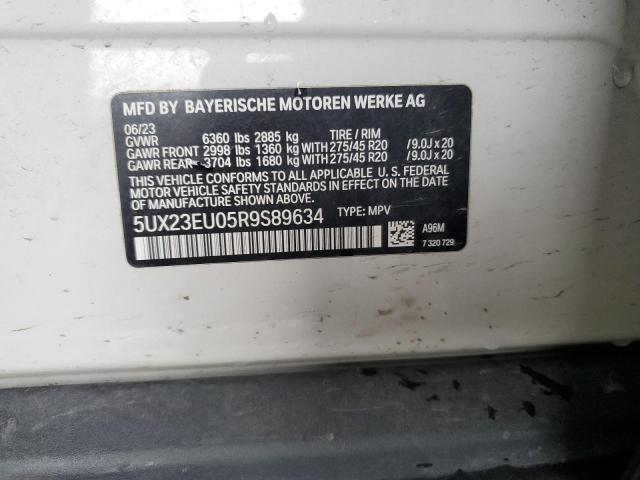 MFD BY BAYERISCHE MOTOREN WERKE AG
06/23
GVWR 6360 lbs 2885 kg TIRE / RIM
GAWR FRONT 2998 lbs 1360 kg WITH 275/45 R20 /9.0J x 20
GAWR REAR 3704 lbs 1680 kg WITH 275/45 R20 /9.0J x 20
THIS VEHICLE CONFORMS TO ALL APPLICABLE U. S. FEDERAL
MOTOR VEHICLE SAFETY STANDARDS IN EFFECT ON THE
DATE OF MANUFACTURE SHOWN ABOVE.
5UX23EU05R9S89634 TYPE: MPV
A96M
7 320 729